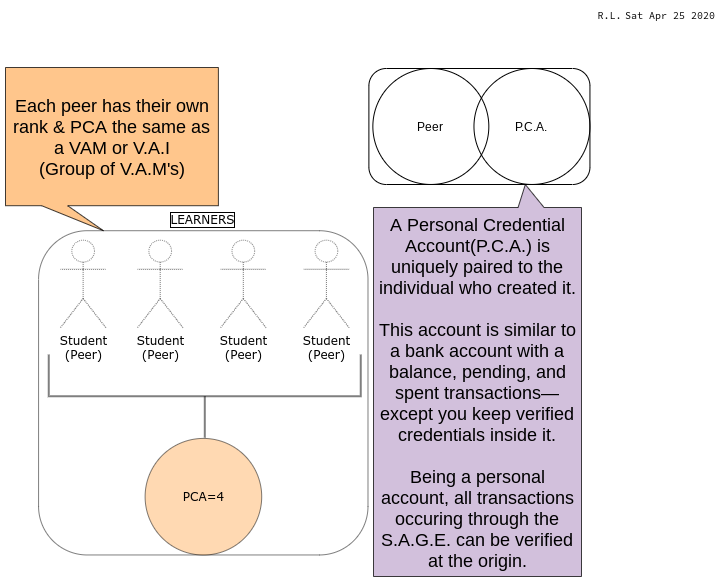 R.L. Sat Apr 25 2020
Each peer has their own
rank & PCA the same as
a VAM or V.A.I
(Group of V.A.M's)
Peer
P.C.A.
LEARNERS
Student
(Peer)
Student
(Peer)
Student
(Peer)
Student
(Peer)
PCA=4
A Personal Credential
Account(P.C.A.) is
uniquely paired to the
individual who created it.
This account is similar to
a bank account with a
balance, pending, and
spent transactions—
except you keep verified
credentials inside it.
Being a personal
account, all transactions
occuring through the
S.A.G.E. can be verified
at the origin.